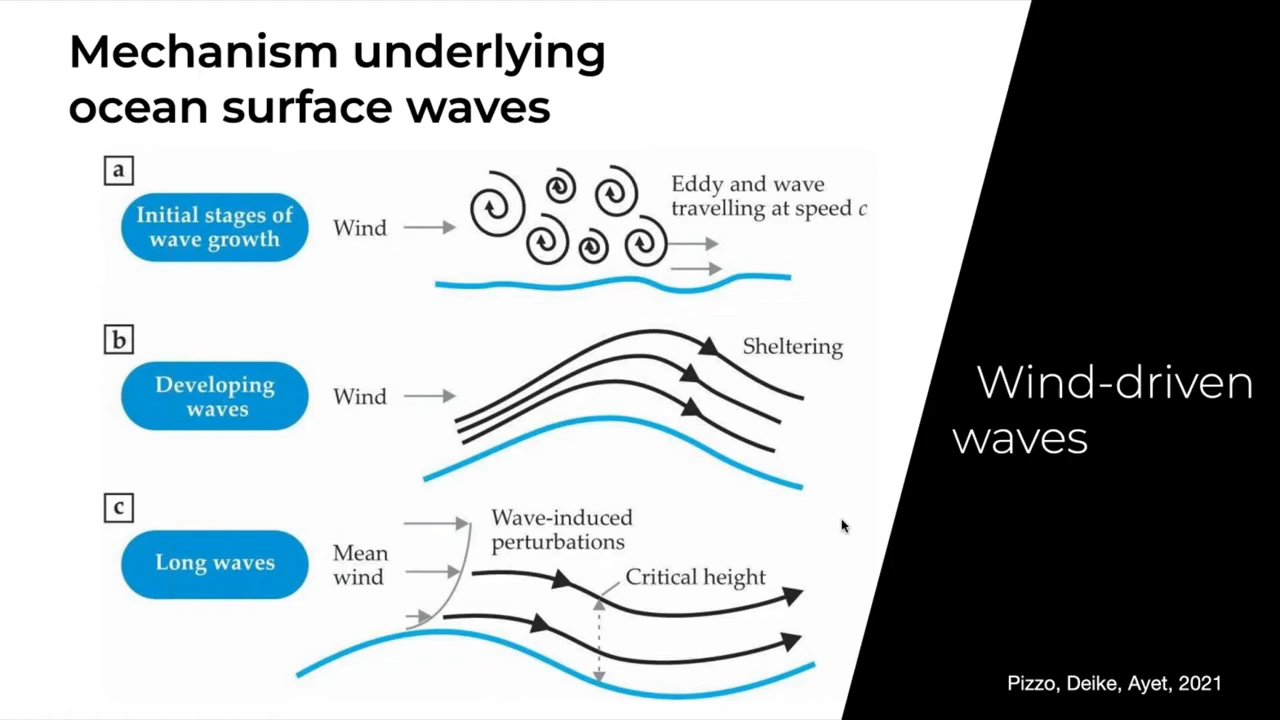 Mechanism underlying
ocean surface waves
a
Initial stages of
wave growth
Wind
Eddy and wave
travelling at speed c
b
Developing
waves
Wind
Sheltering
c
Long waves
Mean
wind
Wave-induced
perturbations
Critical height
Wind-driven
waves
Pizzo, Deike, Ayet, 2021